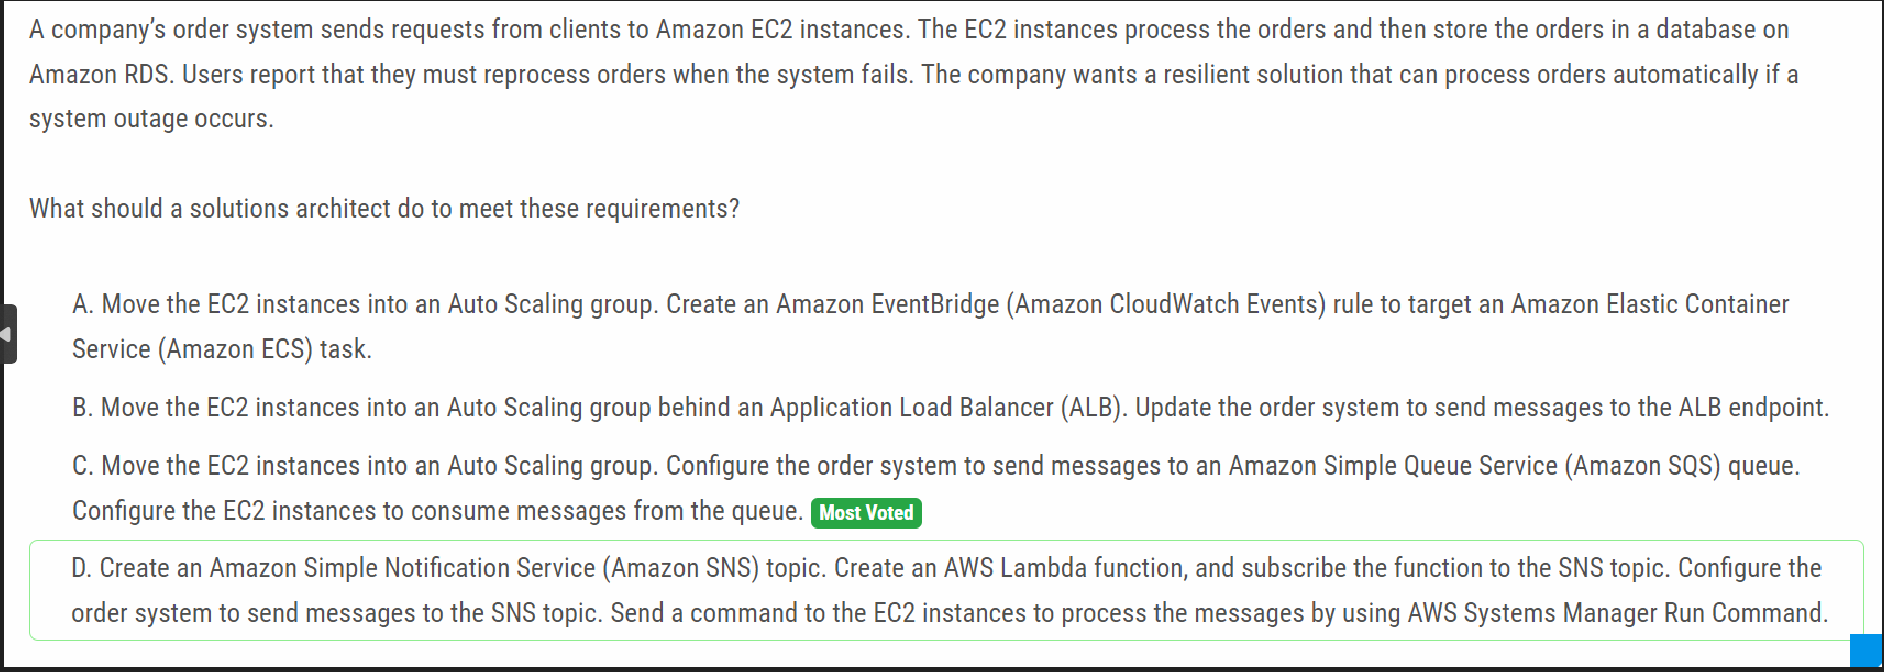 A company's order system sends requests from clients to Amazon EC2 instances. The EC2 instances process the orders and then store the orders in a database on
Amazon RDS. Users report that they must reprocess orders when the system fails. The company wants a resilient solution that can process orders automatically if a
system outage occurs.
What should a solutions architect do to meet these requirements?
A. Move the EC2 instances into an Auto Scaling group. Create an Amazon EventBridge (Amazon CloudWatch Events) rule to target an Amazon Elastic Container
Service (Amazon ECS) task.
B. Move the EC2 instances into an Auto Scaling group behind an Application Load Balancer (ALB). Update the order system to send messages to the ALB endpoint.
C. Move the EC2 instances into an Auto Scaling group. Configure the order system to send messages to an Amazon Simple Queue Service (Amazon SQS) queue.
Configure the EC2 instances to consume messages from the queue. Most Voted
D. Create an Amazon Simple Notification Service (Amazon SNS) topic. Create an AWS Lambda function, and subscribe the function to the SNS topic. Configure the
order system to send messages to the SNS topic. Send a command to the EC2 instances to process the messages by using AWS Systems Manager Run Command.